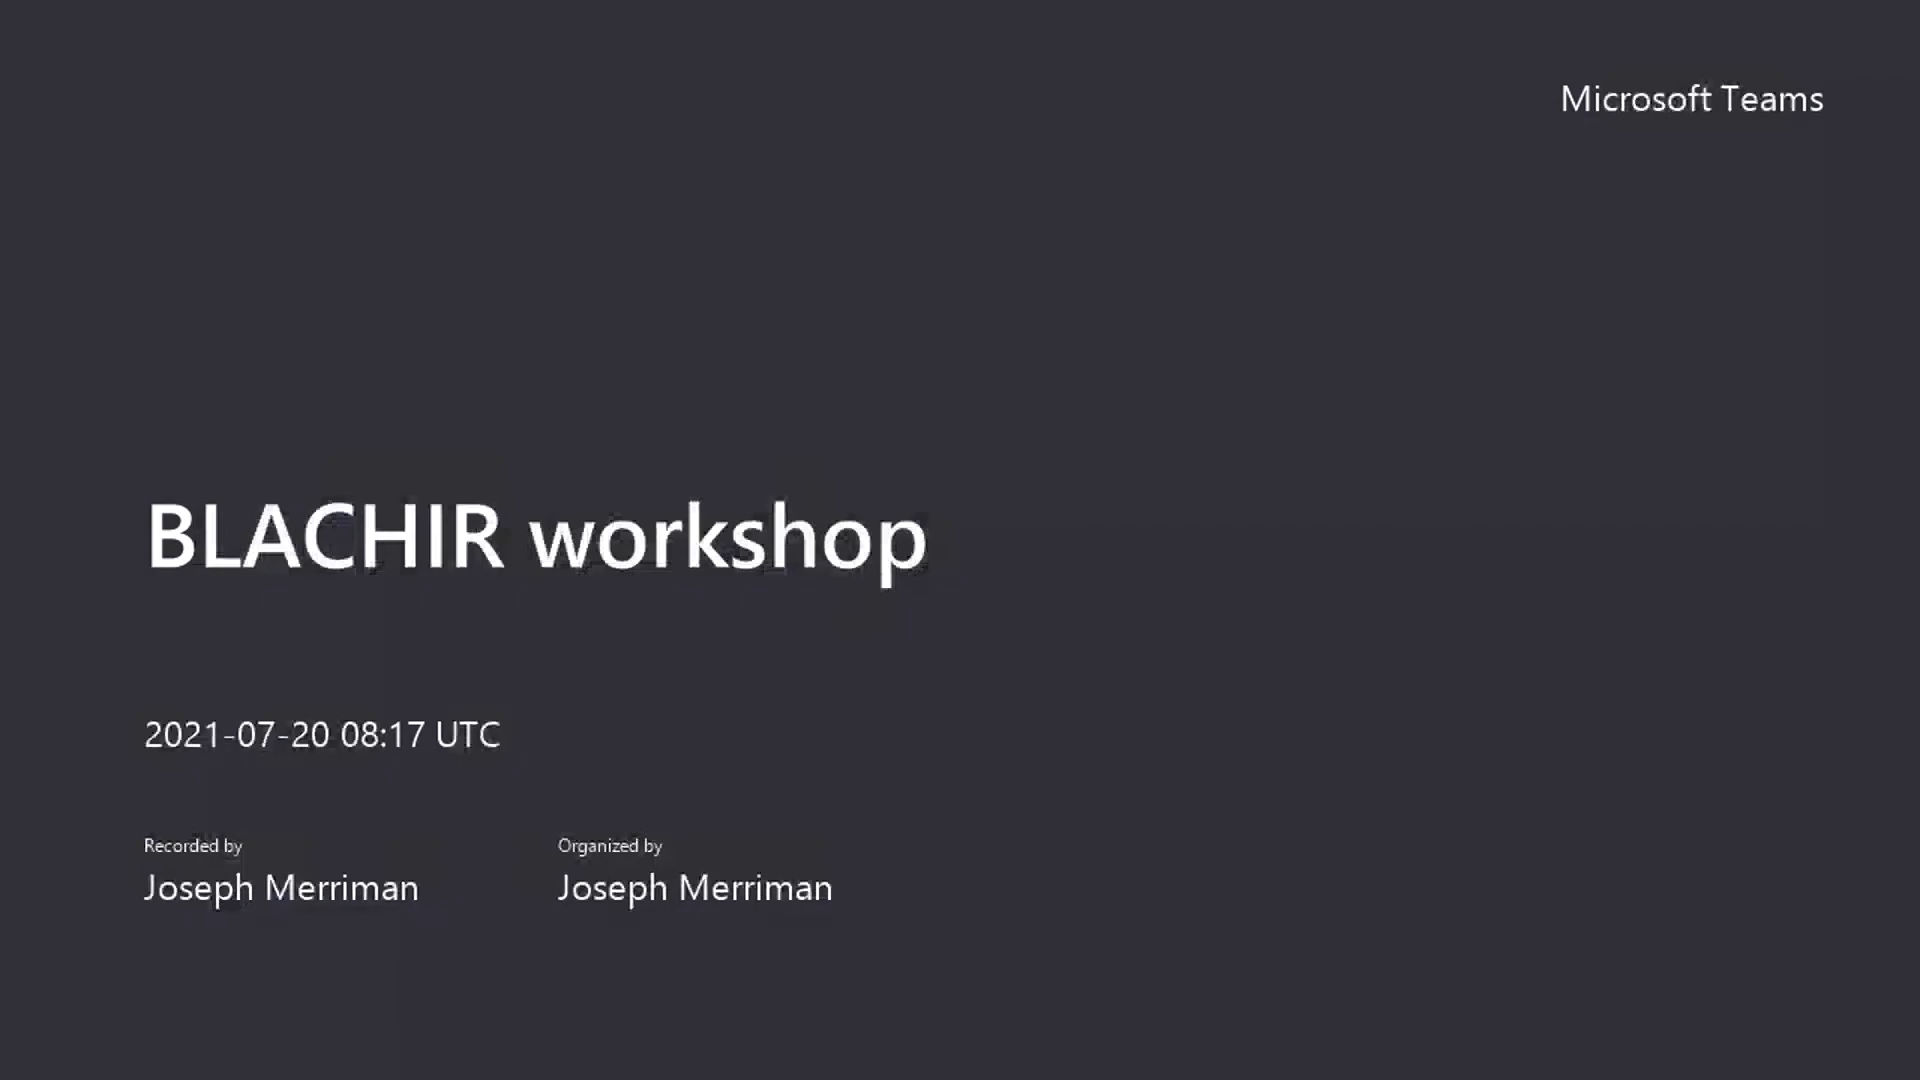 Microsoft Teams
BLACHIR workshop
2021-07-20 08:17 UTC
Recorded by
Joseph Merriman
Organized by
Joseph Merriman